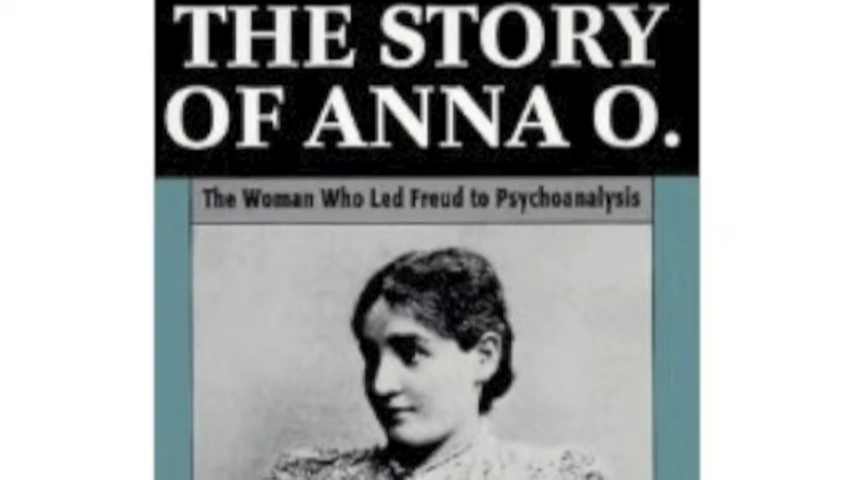 THE STORY
OF ANNA O.
The Woman Who Led Freud to Psychoanalysis